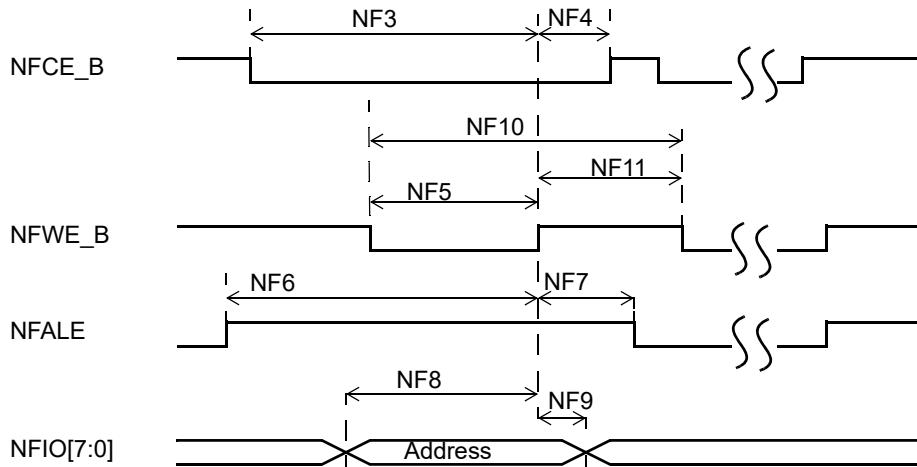 NF3
NF4
NFCE_B
NF10
NF11
NF5
NFWE_B
NF6
NF7
NFALE
NF8
NF9
NFIO[7:0]
Address